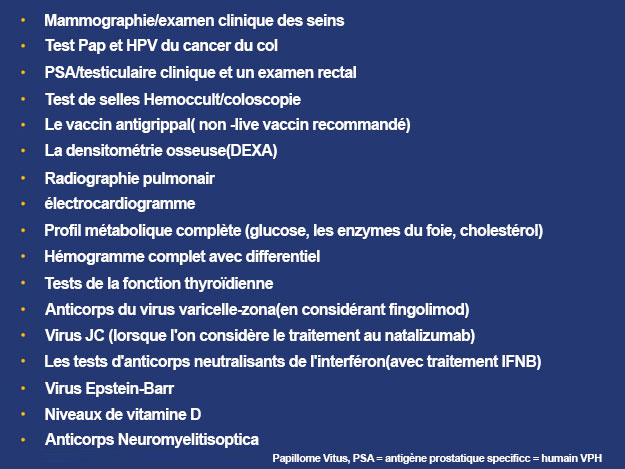 • Mammographie/examen clinique des seins
• Test Pap et HPV du cancer du col
• PSA/testiculaire clinique et un examen rectal
• Test de selles Hemoccult/coloscopie
• Le vaccin antigrippal( non -live vaccin recommandé)
• La densitométrie osseuse(DEXA)
• Radiographie pulmonair
• électrocardiogramme
• Profil métabolique complète (glucose, les enzymes du foie, cholestérol)
• Hémogramme complet avec differentiel
• Tests de la fonction thyroïdienne
• Anticorps du virus varicelle-zona(en considérant fingolimod)
• Virus JC (lorsque l'on considère le traitement au natalizumab)
• Les tests d'anticorps neutralisants de l'interféron(avec traitement IFNB)
• Virus Epstein-Barr
• Niveaux de vitamine D
• Anticorps Neuromyelitisoptica
Papillome Vitus, PSA = antigène prostatique specificc = humain VPH